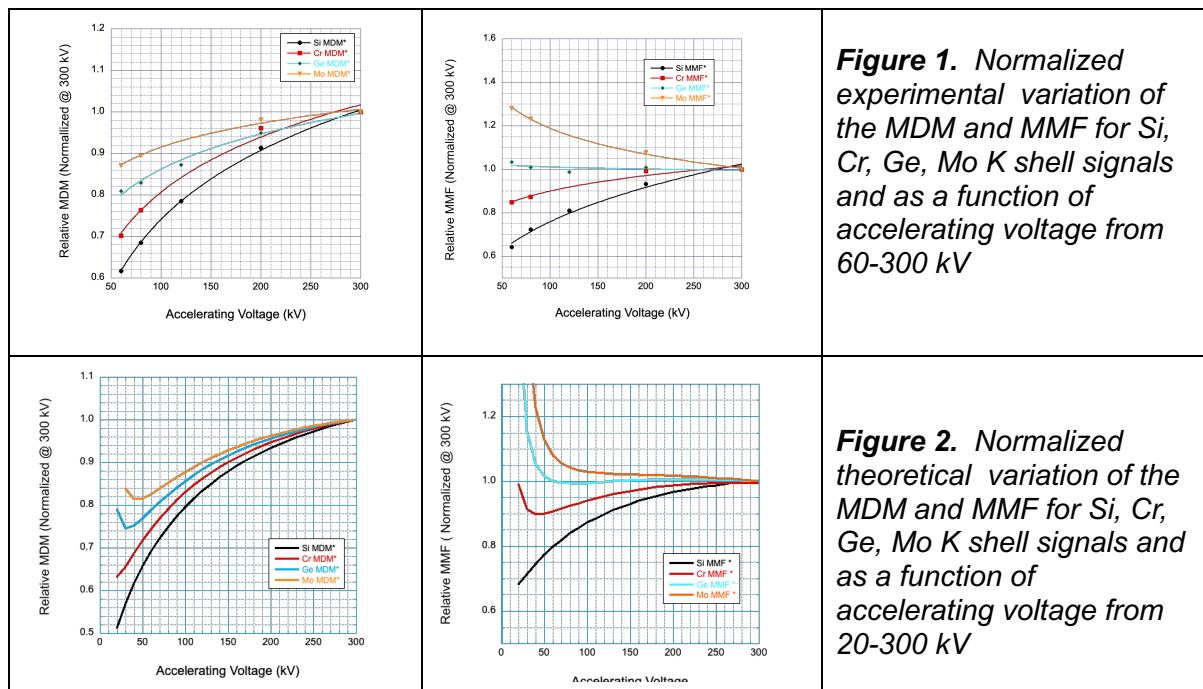 1.2
1.1
1.0
0.9
0.8
0.7
0.6
50
100
150
200
250
300
Relative MDM (Normallized @ 300 kV)
Accelerating Voltage (kV)
Si MDM*
Cr MDM*
Ge MDM*
Mo MDM*
1.6
1.4
1.2
1.0
0.8
0.6
50
100
150
200
250
300
Relative MMF (Normalized @ 300 kV)
Accelerating Voltage (kV)
Si MMF*
Cr MMF*
Ge MMF*
Mo MMF*
Figure 1. Normalized
experimental variation of
the MDM and MMF for Si,
Cr, Ge, Mo K shell signals
and as a function of
accelerating voltage from
60-300 kV
1.1
1.0
0.9
0.8
0.7
0.6
0.5
0
50
100
150
200
250
300
Relative MDM (Normalized @ 300 kV)
Accelerating Voltage (kV)
Si MDM*
Cr MDM*
Ge MDM*
Mo MDM*
1.2
1.0
0.8
0.6
0
50
100
150
200
250
300
Relative MMF ( Normalized @ 300 kV)
Accelerating Voltage
Si MMF *
Cr MMF *
Ge MMF *
Mo MMF *
Figure 2. Normalized
theoretical variation of the
MDM and MMF for Si, Cr,
Ge, Mo K shell signals and
as a function of
accelerating voltage from
20-300 kV